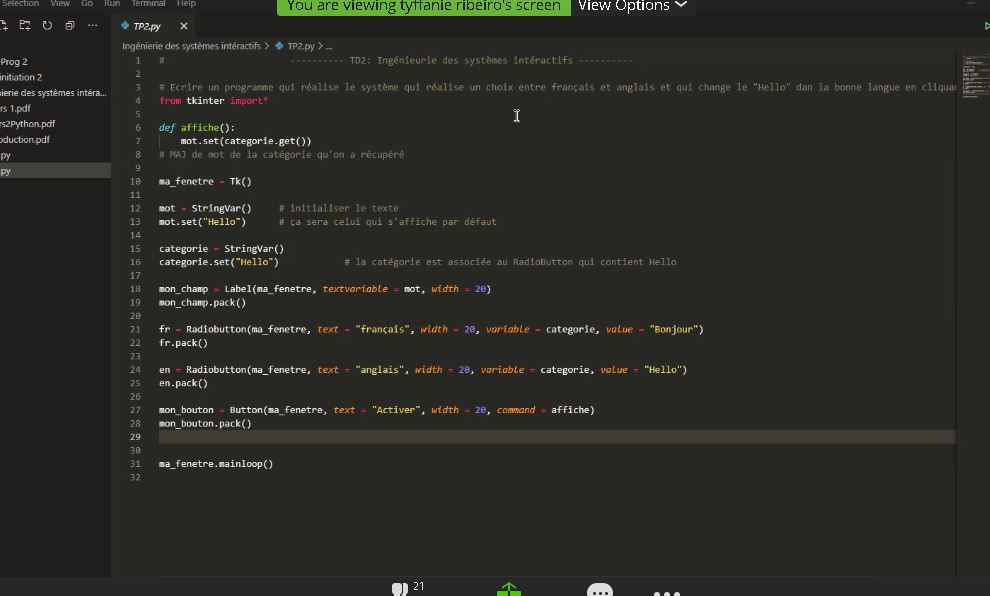 Selection View Go Run Terminal Help
You are viewing tyffanie ribeiro's screen View Options
TP2.py
Ingénierie des systèmes intéractifs > TP2.py > ...
Prog 2
initiation 2
nierie des systèmes intéra...
rs 1.pdf
rs2Python.pdf
oduction.pdf
.py
.py
1 # ---------- TD2: Ingénieurie des systèmes intéractifs ----------
2
3 # Ecrire un programme qui réalise le système qui réalise un choix entre français et anglais et qui change le "Hello" dan la bonne langue en cliquan
4 from tkinter import*
5
6 def affiche():
7 mot.set(categorie.get())
8 # MAJ de mot de la catégorie qu'on a récupéré
9
10 ma_fenetre = Tk()
11
12 mot = StringVar() # initialiser le texte
13 mot.set("Hello") # ça sera celui qui s'affiche par défaut
14
15 categorie = StringVar()
16 categorie.set("Hello") # la catégorie est associée au RadioButton qui contient Hello
17
18 mon_champ = Label(ma_fenetre, textvariable = mot, width = 20)
19 mon_champ.pack()
20
21 fr = Radiobutton(ma_fenetre, text = "français", width = 20, variable = categorie, value = "Bonjour")
22 fr.pack()
23
24 en = Radiobutton(ma_fenetre, text = "anglais", width = 20, variable = categorie, value = "Hello")
25 en.pack()
26
27 mon_bouton = Button(ma_fenetre, text = "Activer", width = 20, command = affiche)
28 mon_bouton.pack()
29
30
31 ma_fenetre.mainloop()
32
21